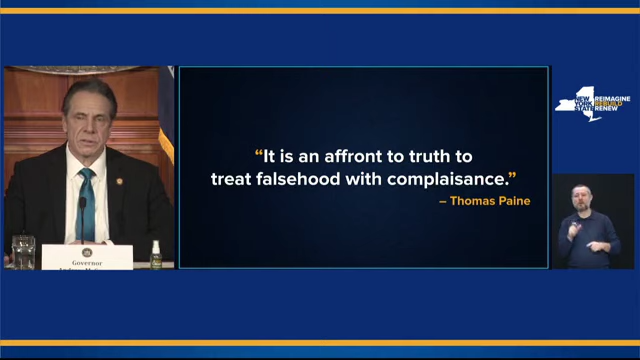 “It is an affront to truth to
treat falsehood with complaisance.”
– Thomas Paine
NEW
YORK
STATE
REIMAGINE
REBUILD
RENEW
Governor